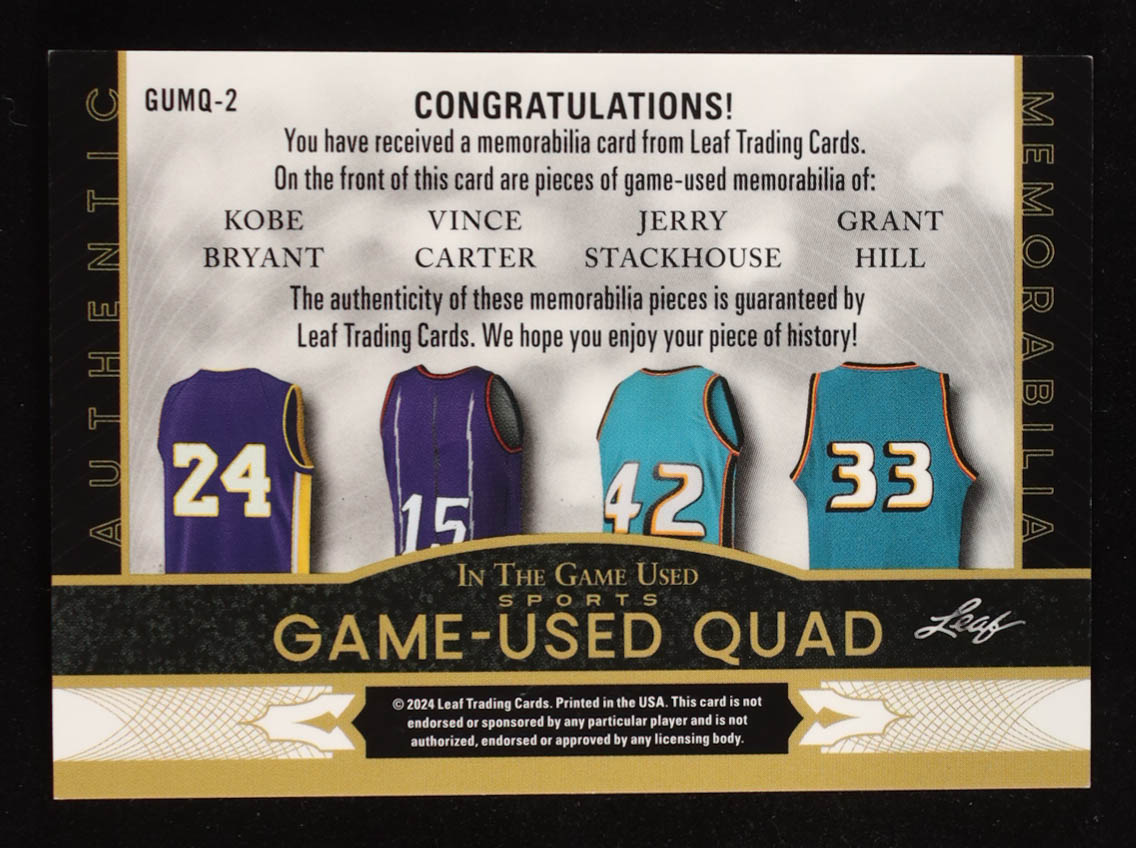 GUMQ-2
CONGRATULATIONS!
You have received a memorabilia card from Leaf Trading Cards.
On the front of this card are pieces of game-used memorabilia of:
KOBE VINCE JERRY GRANT
BRYANT CARTER STACKHOUSE HILL
The authenticity of these memorabilia pieces is guaranteed by
Leaf Trading Cards. We hope you enjoy your piece of history!
AUTHENTIC
MEMORABILIA
24 15 42 33
IN THE GAME USED
SPORTS
GAME-USED QUAD
Leaf
© 2024 Leaf Trading Cards. Printed in the USA. This card is not
endorsed or sponsored by any particular player and is not
authorized, endorsed or approved by any licensing body.